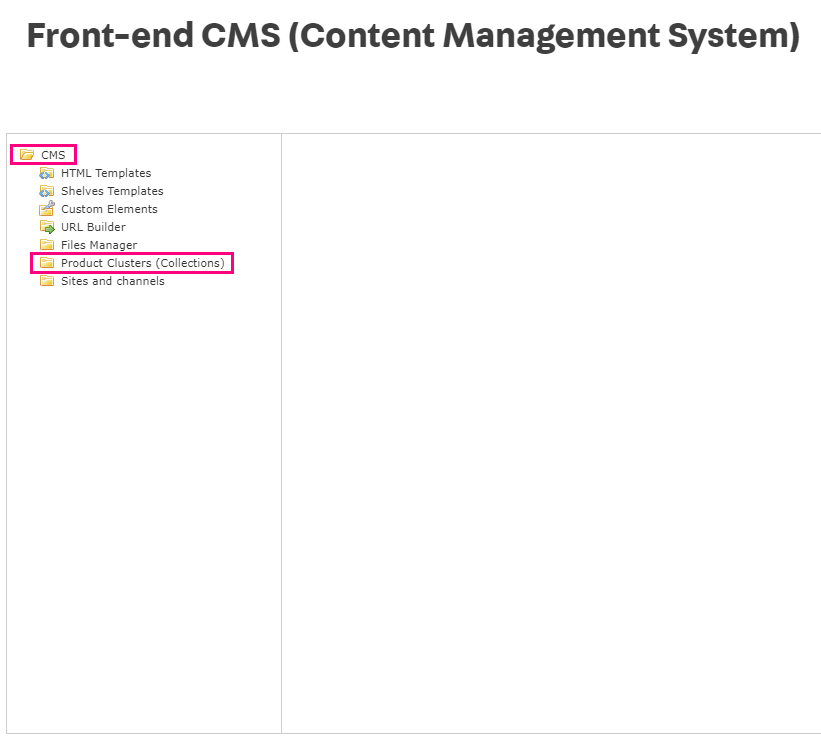 Front-end CMS (Content Management System)
CMS
HTML Templates
Shelves Templates
Custom Elements
URL Builder
Files Manager
Product Clusters (Collections)
Sites and channels